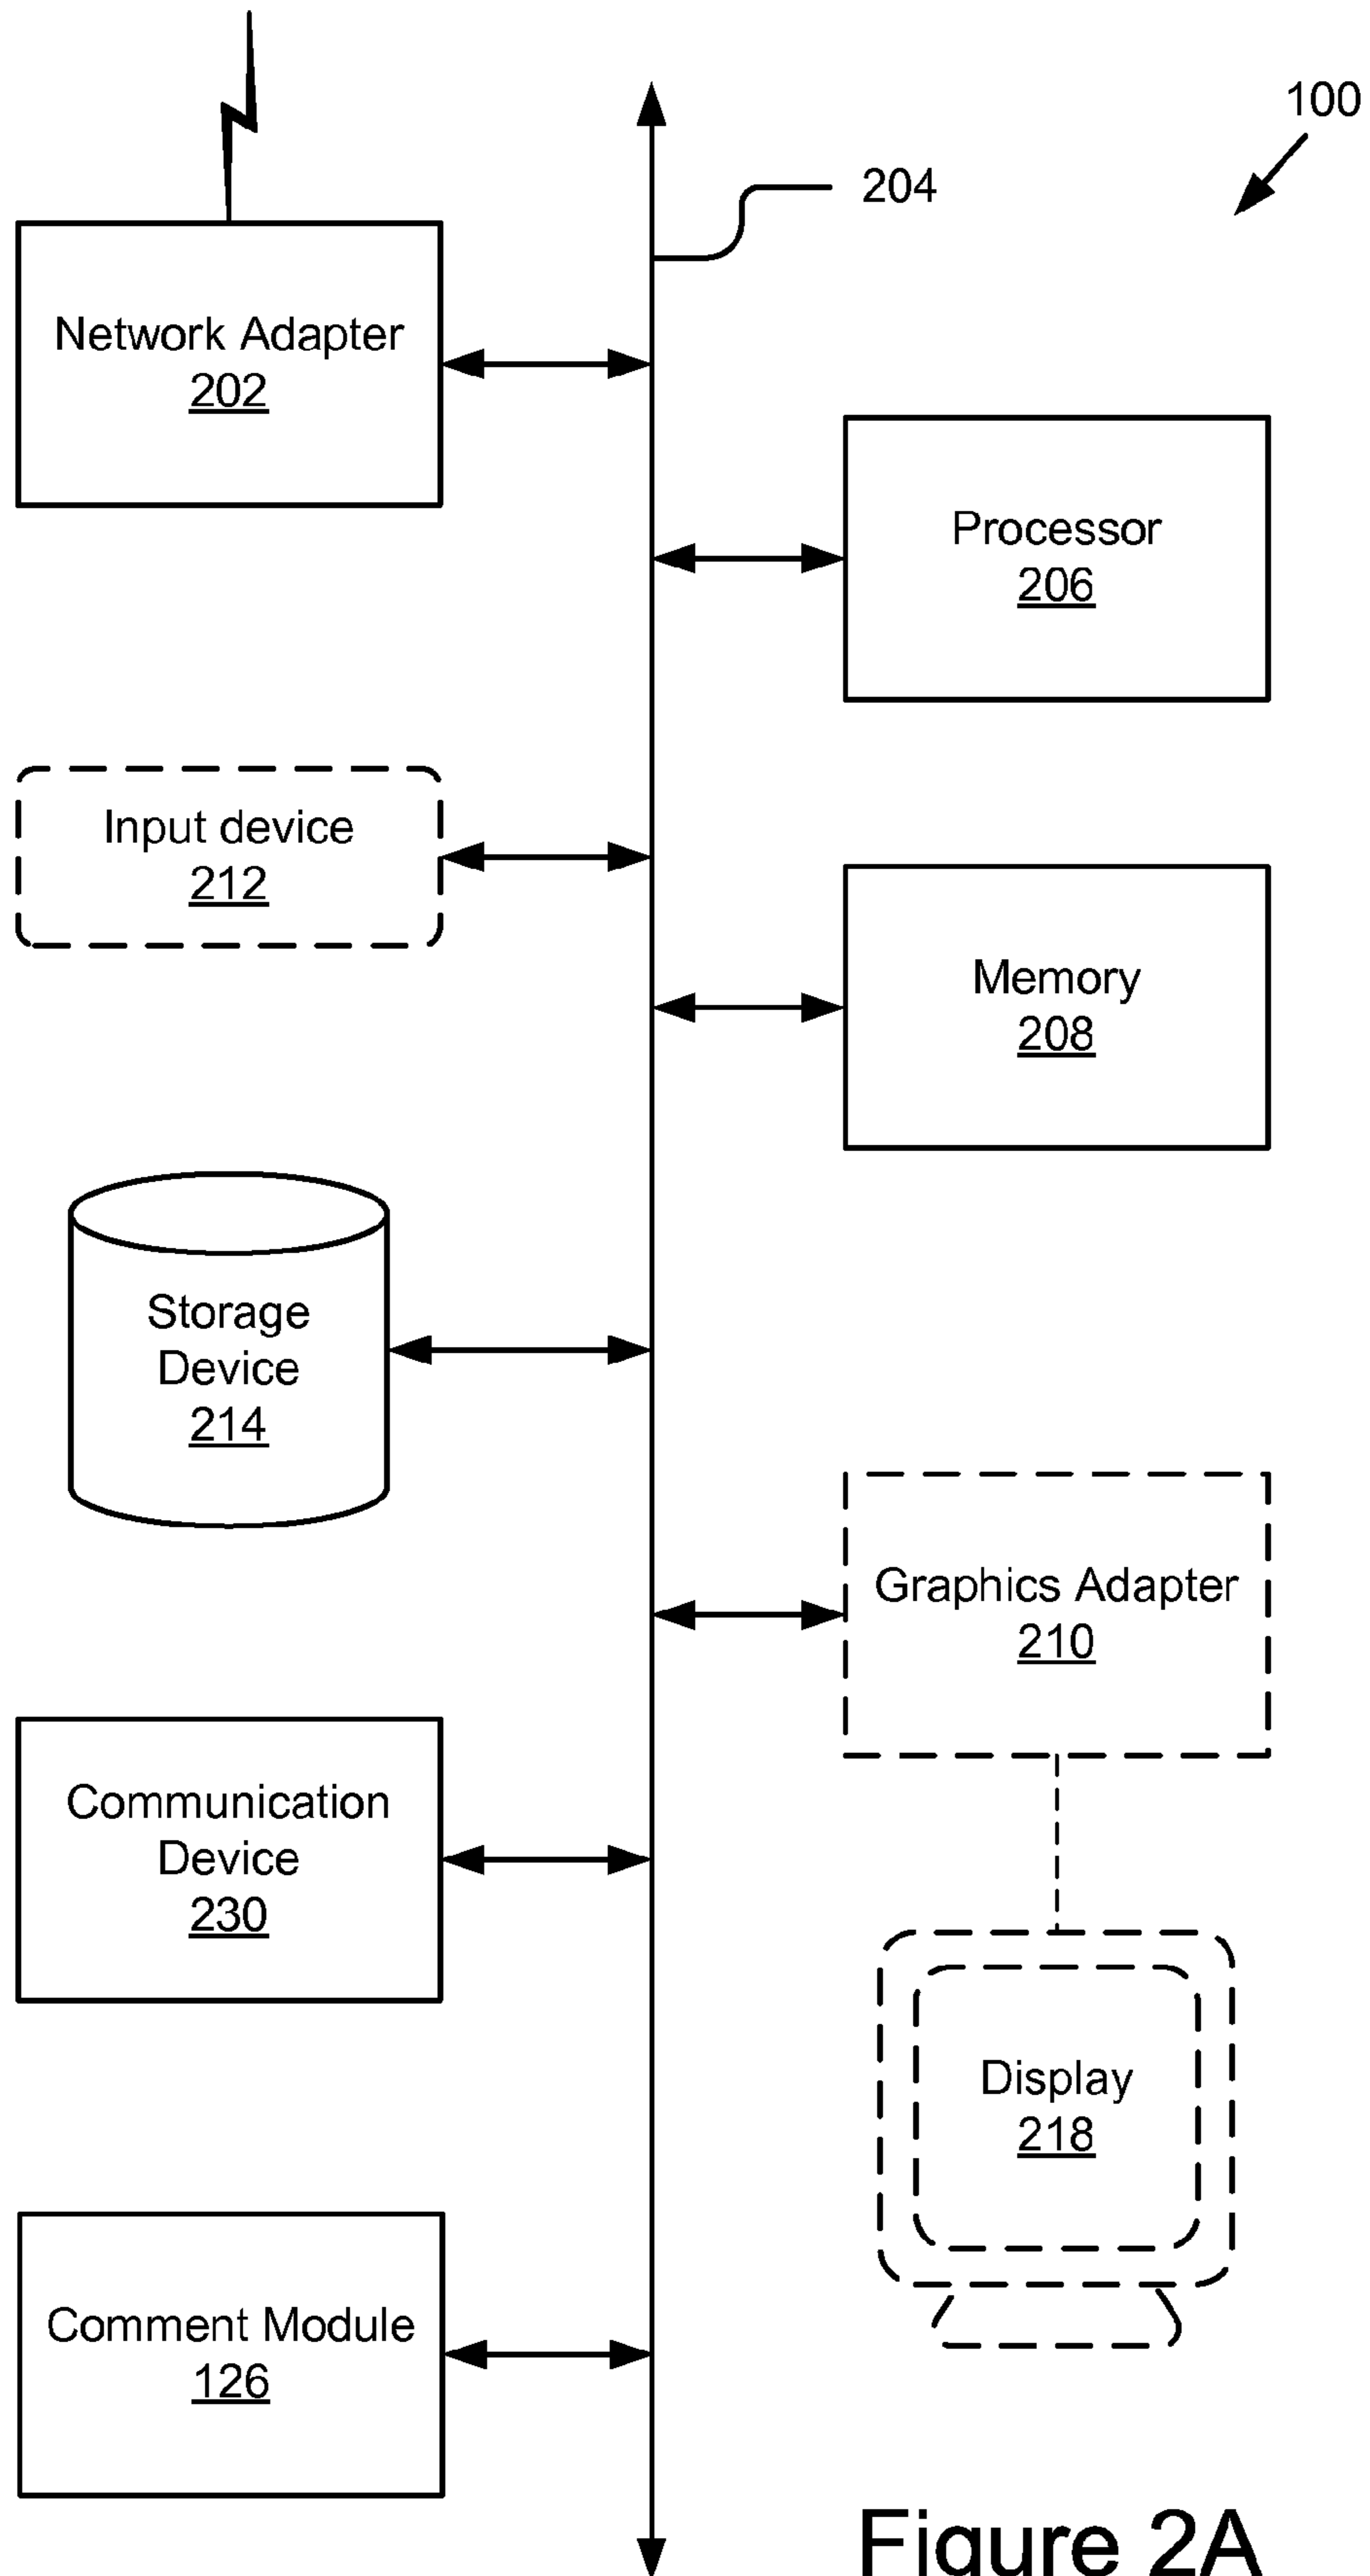 100
204
Network Adapter
202
Processor
206
Input device
212
Memory
208
Storage
Device
214
Graphics Adapter
210
Communication
Device
230
Display
218
Comment Module
126
Figure 2A